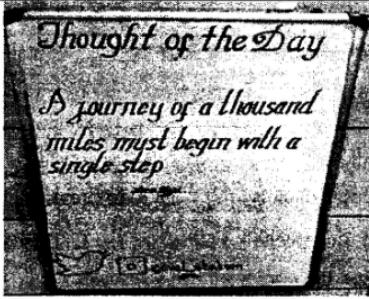 Thought of the Day
A journey of a thousand
miles must begin with a
single step